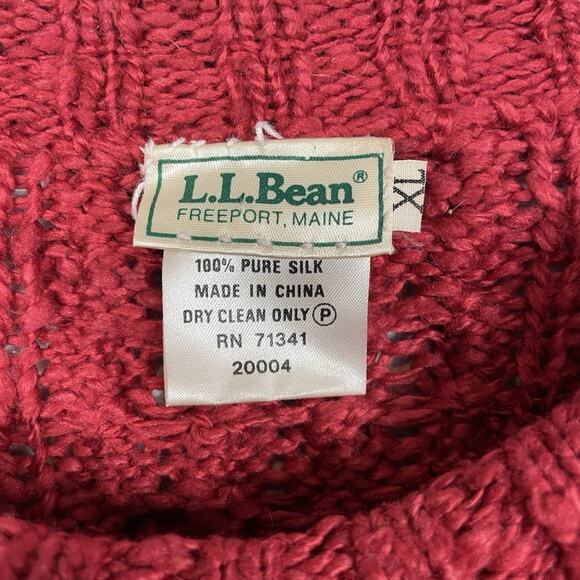 L.L.Bean®
FREEPORT, MAINE
XL
100% PURE SILK
MADE IN CHINA
DRY CLEAN ONLY Ⓟ
RN 71341
20004